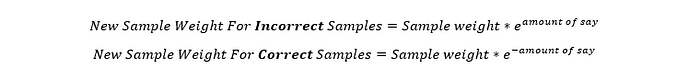 New Sample Weight For Incorrect Samples = Sample weight * e^amount of say
New Sample Weight For Correct Samples = Sample weight * e^−amount of say